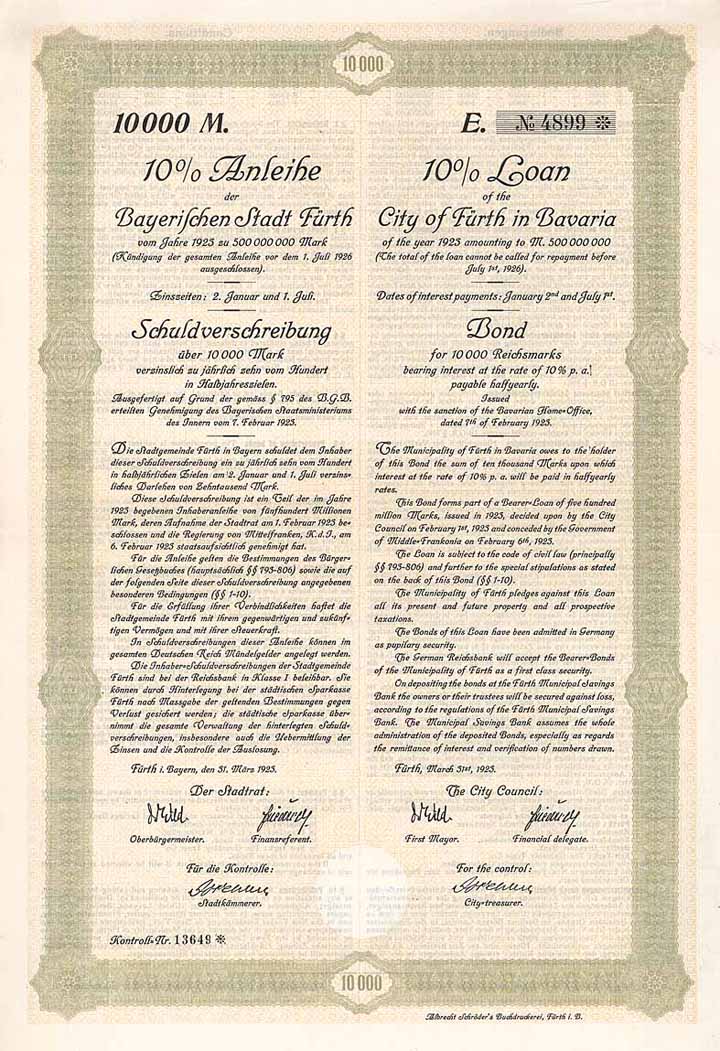 10 000
10000 M.
10% Anleihe
der
Bayerischen Stadt Fürth
vom Jahre 1923 zu 500 000 000 Mark
(Kündigung der gesamten Anleihe vor dem 1. Juli 1926
ausgeschlossen).
Zinszeiten: 2. Januar und 1. Juli.
Schuldverschreibung
über 10 000 Mark
verzinslich zu jährlich zehn vom Hundert
in Halbjahreszielen.
Ausgefertigt auf Grund der gemäss § 795 des B.G.B.
erteilten Genehmigung des Bayerischen Staatsministeriums
des Innern vom 7. Februar 1923.
Die Stadtgemeinde Fürth in Bayern schuldet dem Inhaber
dieser Schuldverschreibung ein zu jährlich zehn vom Hundert
in halbjährlichen Zielen am 2. Januar und 1. Juli verzins-
liches Darlehen von Zehntausend Mark.
Diese Schuldverschreibung ist ein Teil der im Jahre
1923 begebenen Inhaberanleihe von fünfhundert Millionen
Mark, deren Aufnahme der Stadtrat am 1. Februar 1923 be-
schlossen und die Regierung von Mittelfranken, K.d.I., am
6. Februar 1923 staatsaufsichtlich genehmigt hat.
Für die Anleihe gelten die Bestimmungen des Bürger-
lichen Gesetzbuches (hauptsächlich §§ 793-806) sowie die auf
der folgenden Seite dieser Schuldverschreibung angegebenen
besonderen Bedingungen (§§ 1-10).
Für die Erfüllung ihrer Verbindlichkeiten haftet die
Stadtgemeinde Fürth mit ihrem gegenwärtigen und zukünf-
tigen Vermögen und mit ihrer Steuerkraft.
In Schuldverschreibungen dieser Anleihe können im
gesamten Deutschen Reich Mündelgelder angelegt werden.
Die Inhaber-Schuldverschreibungen der Stadtgemeinde
Fürth sind bei der Reichsbank in Klasse I beleihbar. Sie
können durch Hinterlegung bei der städtischen Sparkasse
Fürth nach Massgabe der geltenden Bestimmungen gegen
Verlust gesichert werden; die städtische Sparkasse über-
nimmt die gesamte Verwaltung der hinterlegten Schuld-
verschreibungen, insbesondere auch die Uebermittlung der
Zinsen und die Kontrolle der Auslosung.
Fürth i. Bayern, den 31. März 1923.
Der Stadtrat:
Oberbürgermeister. Finanzreferent.
Für die Kontrolle:
Stadtkämmerer.
Kontroll-Nr. 13649 ※
E. № 4899 ※
10% Loan
of the
City of Fürth in Bavaria
of the year 1923 amounting to M. 500 000 000
(The total of the loan cannot be called for repayment before
July 1st, 1926).
Dates of interest payments: January 2nd and July 1st.
Bond
for 10 000 Reichsmarks
bearing interest at the rate of 10% p. a.
payable halfyearly.
Issued
with the sanction of the Bavarian Home-Office,
dated 7th of February 1923.
The Municipality of Fürth in Bavaria owes to the holder
of this Bond the sum of ten thousand Marks upon which
interest at the rate of 10% p. a. will be paid in halfyearly
rates.
This Bond forms part of a Bearer-Loan of five hundred
million Marks, issued in 1923, decided upon by the City
Council on February 1st, 1923 and conceded by the Government
of Middle-Frankonia on February 6th, 1923.
The Loan is subject to the code of civil law (principally
§§ 793-806) and further to the special stipulations as stated
on the back of this Bond (§§ 1-10).
The Municipality of Fürth pledges against this Loan
all its present and future property and all prospective
taxations.
The Bonds of this Loan have been admitted in Germany
as pupilary security.
The German Reichsbank will accept the Bearer-Bonds
of the Municipality of Fürth as a first class security.
On depositing the bonds at the Fürth Municipal Savings
Bank the owners or their trustees will be secured against loss,
according to the regulations of the Fürth Municipal Savings
Bank. The Municipal Savings Bank assumes the whole
administration of the deposited Bonds, especially as regards
the remittance of interest and verification of numbers drawn.
Fürth, March 31st, 1923.
The City Council:
First Mayor. Financial delegate.
For the control:
City-treasurer.
10 000
Albrecht Schröder's Buchdruckerei, Fürth i. B.